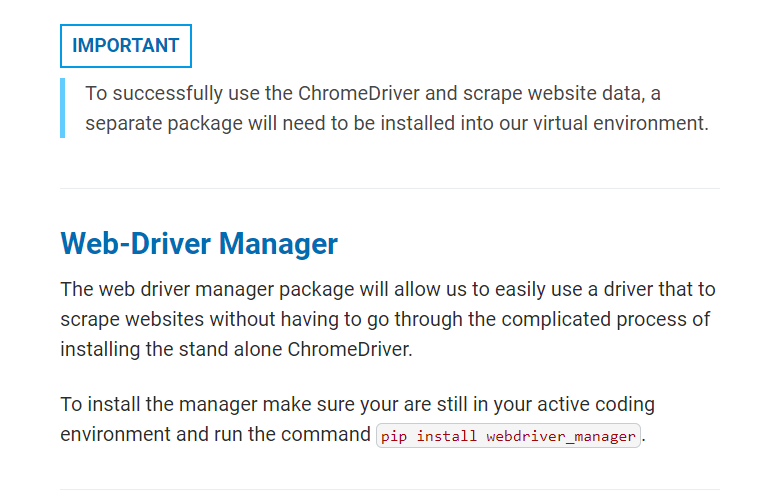 IMPORTANT
To successfully use the ChromeDriver and scrape website data, a
separate package will need to be installed into our virtual environment.
Web-Driver Manager
The web driver manager package will allow us to easily use a driver that to
scrape websites without having to go through the complicated process of
installing the stand alone ChromeDriver.
To install the manager make sure your are still in your active coding
environment and run the command pip install webdriver_manager.